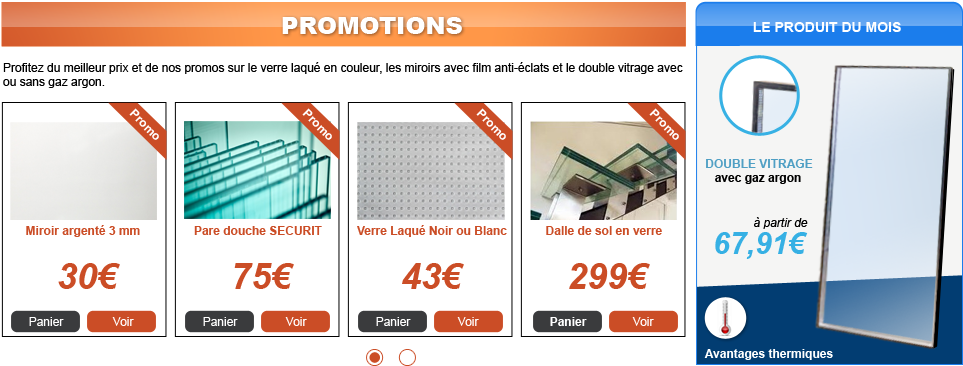 PROMOTIONS
Profitez du meilleur prix et de nos promos sur le verre laqué en couleur, les miroirs avec film anti-éclats et le double vitrage avec
ou sans gaz argon.
Promo
Miroir argenté 3 mm
30€
Panier
Voir
Promo
Pare douche SECURIT
75€
Panier
Voir
Promo
Verre Laqué Noir ou Blanc
43€
Panier
Voir
Promo
Dalle de sol en verre
299€
Panier
Voir
LE PRODUIT DU MOIS
DOUBLE VITRAGE
avec gaz argon
à partir de
67,91€
Avantages thermiques